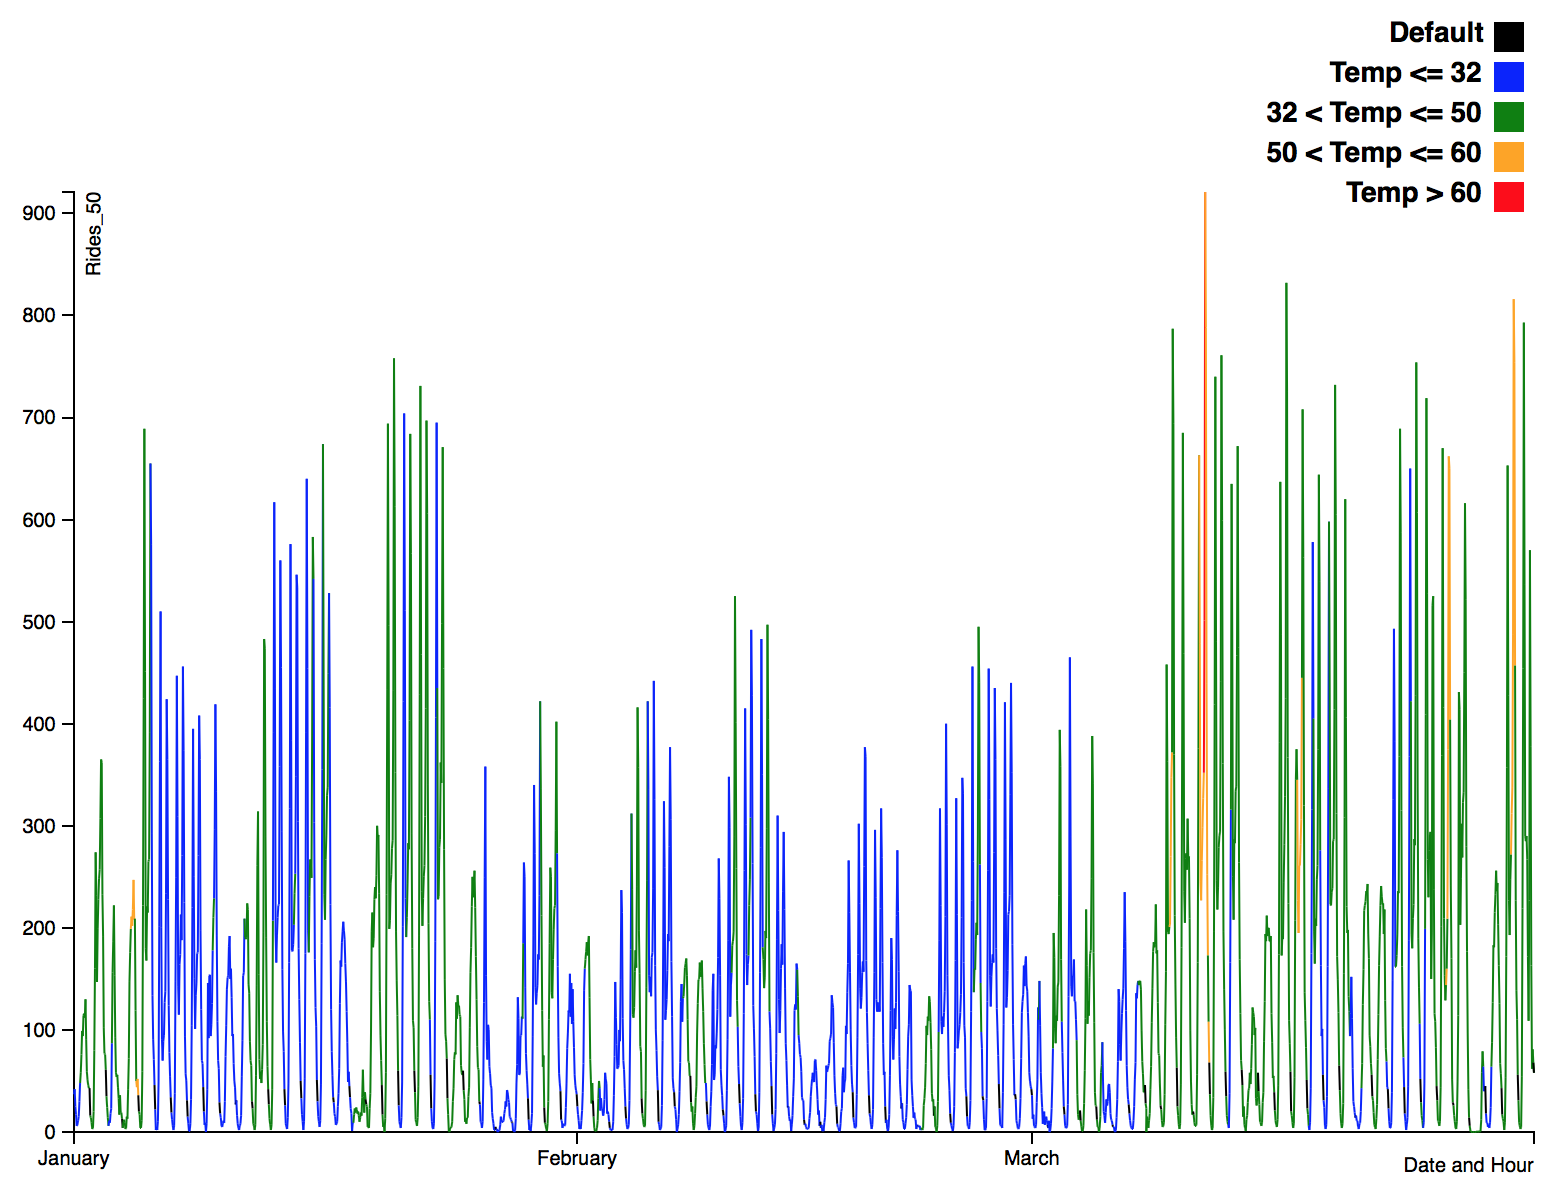 Default
Temp <= 32
32 < Temp <= 50
50 < Temp <= 60
Temp > 60
Rides_50
900
800
700
600
500
400
300
200
100
0
January
February
March
Date and Hour